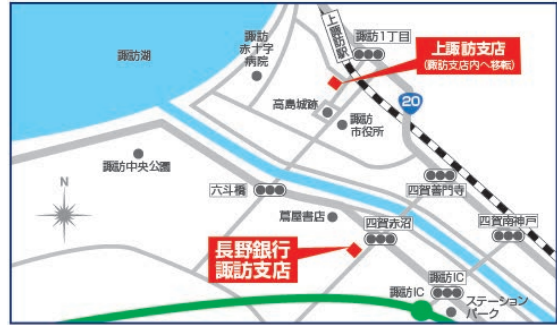 諏訪湖
諏訪
赤十字
病院
上諏訪駅
諏訪1丁目
上諏訪支店
(諏訪支店内へ移転)
20
高島城跡
諏訪
市役所
諏訪中央公園
N
六斗橋
四賀普門寺
蔦屋書店
四賀赤沼
四賀南神戸
長野銀行
諏訪支店
諏訪IC
諏訪IC
ステーション
パーク